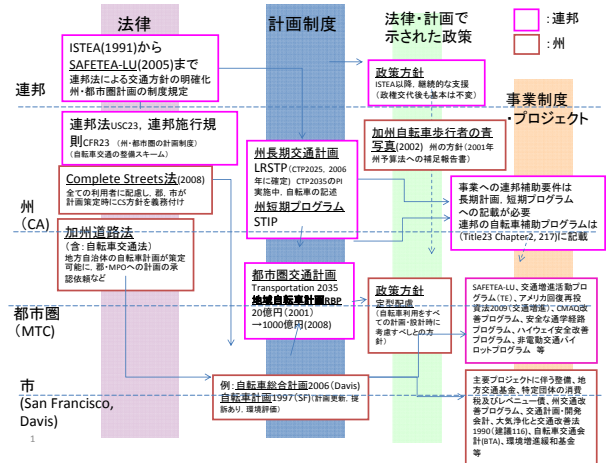 法律
計画制度
法律・計画で
示された政策
:連邦
:州
事業制度
・プロジェクト
連邦
ISTEA(1991)から
SAFETEA-LU(2005)まで
連邦法による交通方針の明確化
州・都市圏計画の制度規定
政策方針
ISTEA以降,継続的な支援
(政権交代後も基本は不変)
連邦法USC23,連邦施行規
則CFR23 (州・都市圏の計画制度)
(自転車交通の整備スキーム)
加州自転車歩行者の青
写真(2002) 州の方針(2001年
州予算法への補足報告書)
州長期交通計画
LRSTP(CTP2025, 2006
年に確定) CTP2035のPI
実施中,自転車の記述
州短期プログラム
STIP
Complete Streets法(2008)
全ての利用者に配慮し,郡,市が
計画策定時にCS方針を義務付け
事業への連邦補助要件は
長期計画,短期プログラム
への記載が必要
連邦の自転車補助プログラムは
(Title23 Chapter2, 217)に記載
州
(CA)
加州道路法
(含:自転車交通法)
地方自治体の自転車計画が策定
可能に,郡・MPOへの計画の承
認依頼など
都市圏交通計画
Transportation 2035
地域自転車計画RBP
20億円(2001)
→1000億円(2008)
政策方針
定型配慮
(自転車利用をすべ
ての計画・設計時に
考慮すべしとの方
針)
SAFETEA-LU、交通増進活動プ
ログラム(TE)、アメリカ回復再投
資法2009(交通増進)、CMAQ改
善プログラム、安全な通学経路
プログラム、ハイウェイ安全改善
プログラム、非電動交通パイ
ロットプログラム 等
都市圏
(MTC)
市
(San Francisco,
Davis)
例:自転車総合計画2006(Davis)
自転車計画1997(SF)(計画更新,提
訴あり,環境評価)
主要プロジェクトに伴う整備、地
方交通基金、特定団体の消費
税及びレベニュー債、州交通改
善プログラム、交通計画・開発
会計、大気浄化と交通改善法
1990(建議116)、自転車交通会
計(BTA)、環境増進緩和基金
等
1